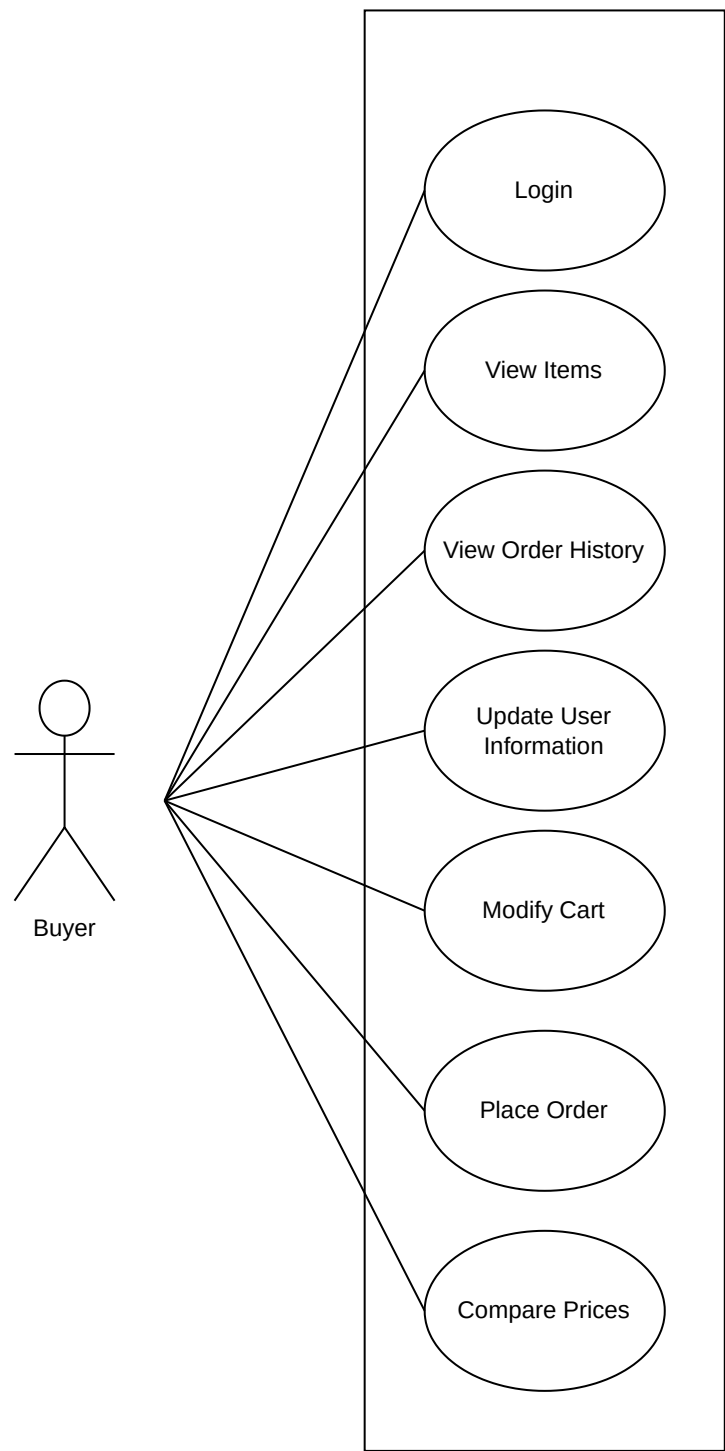 Login
View Items
View Order History
Update User
Information
Modify Cart
Buyer
Place Order
Compare Prices